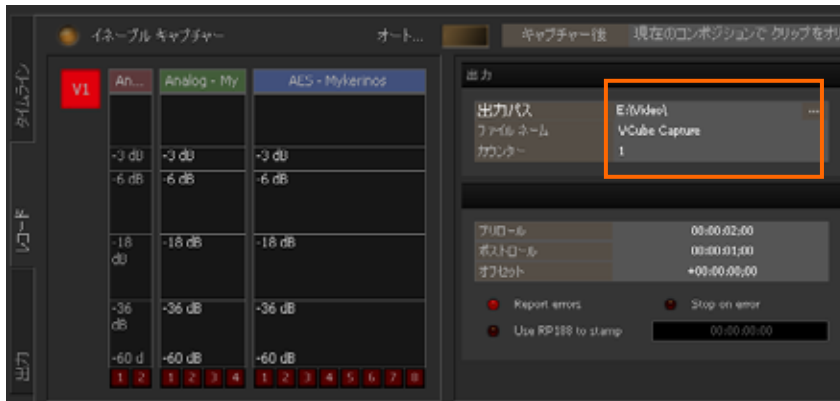 イネーブル キャプチャー
オート...
キャプチャー後
現在のコンポジションで クリップをオリ
タイムライン
レコード
出力
V1
An...
Analog - My
AES - Mykerinos
-3 dB
-3 dB
-3 dB
-6 dB
-6 dB
-6 dB
-18 dB
-18 dB
-18 dB
-36 dB
-36 dB
-36 dB
-60 d
-60 dB
-60 dB
1 2
1 2 3 4
1 2 3 4 5 6 7 8
出力
出力パス
E:\Video\
...
ファイル ネーム
VCube Capture
カウンター
1
プリロール
00:00:02;00
ポストロール
00:00:01;00
オフセット
+00:00:00;00
Report errors
Stop on error
Use RP188 to stamp
00:00:00:00